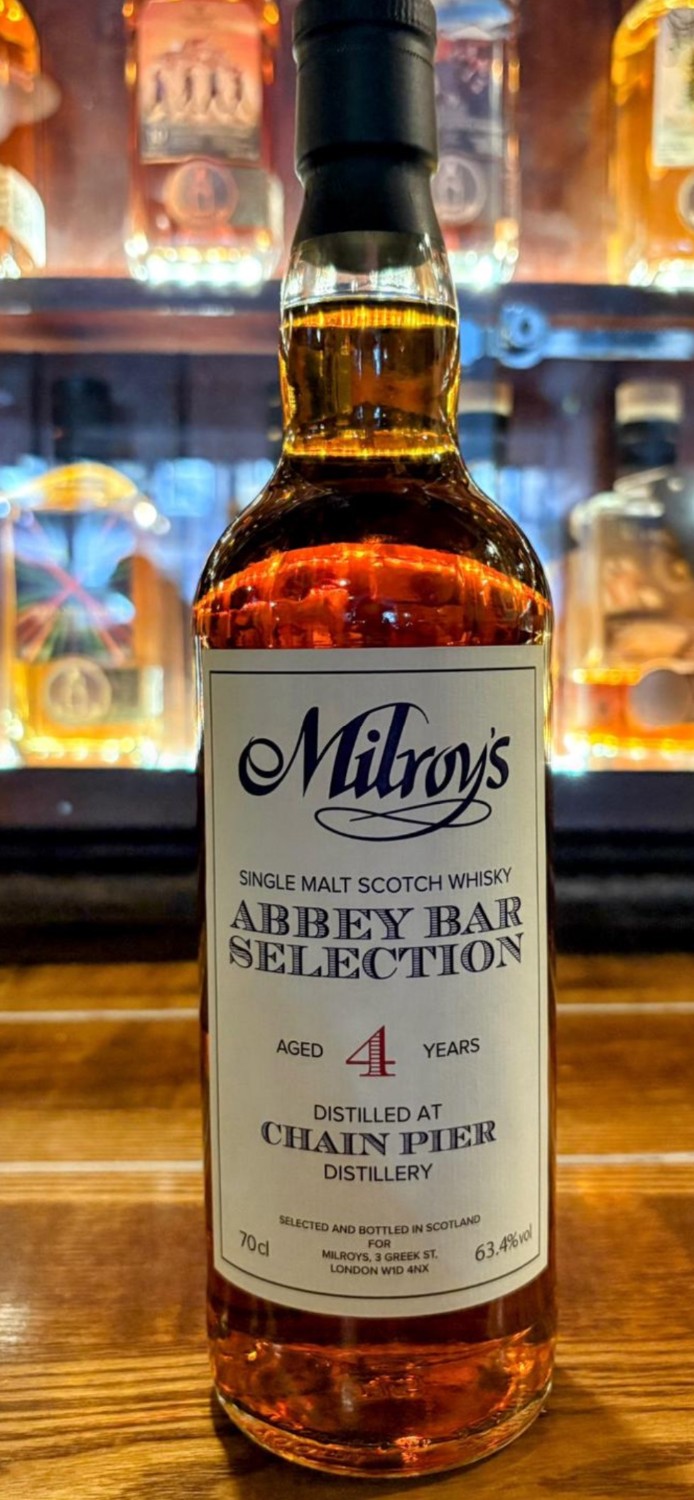 Milroy's
SINGLE MALT SCOTCH WHISKY
ABBEY BAR
SELECTION
AGED 4 YEARS
DISTILLED AT
CHAIN PIER
DISTILLERY
SELECTED AND BOTTLED IN SCOTLAND
FOR
MILROYS, 3 GREEK ST.
LONDON W1D 4NX
70cl
63.4%vol